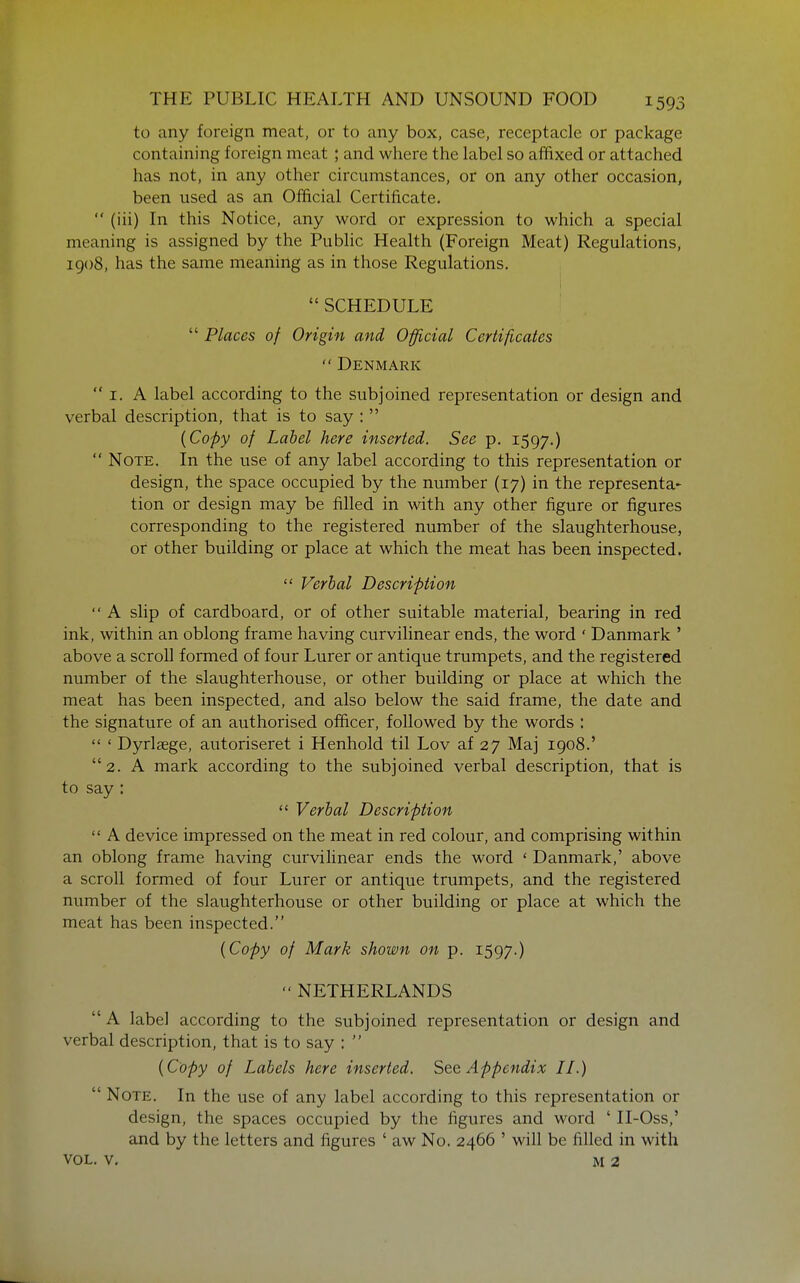 THE PUBLIC HEALTH AND UNSOUND FOOD 1593
to any foreign meat, or to any box, case, receptacle or package
containing foreign meat ; and where the label so affixed or attached
has not, in any other circumstances, or on any other occasion,
been used as an Official Certificate.
“ (iii) In this Notice, any word or expression to which a special
meaning is assigned by the Public Health (Foreign Meat) Regulations,
1908, has the same meaning as in those Regulations.
“ SCHEDULE
“ Places of Origin and Official Certificates
“ DENMARK
“ 1. A label according to the subjoined representation or design and
verbal description, that is to say : ”
(Copy of Label here inserted. See p. 1597.)
“ NOTE. In the use of any label according to this representation or
design, the space occupied by the number (17) in the representa-
tion or design may be filled in with any other figure or figures
corresponding to the registered number of the slaughterhouse,
or other building or place at which the meat has been inspected.
“ Verbal Description
“ A slip of cardboard, or of other suitable material, bearing in red
ink, within an oblong frame having curvilinear ends, the word ‘ Danmark ’
above a scroll formed of four Lurer or antique trumpets, and the registered
number of the slaughterhouse, or other building or place at which the
meat has been inspected, and also below the said frame, the date and
the signature of an authorised officer, followed by the words :
“ ‘ Dyrlæge, autoriseret i Henhold til Lov af 27 Maj 1908.’
“ 2. A mark according to the subjoined verbal description, that is
to say :
“ Verbal Description
“ A device impressed on the meat in red colour, and comprising within
an oblong frame having curvilinear ends the word ‘ Danmark,’ above
a scroll formed of four Lurer or antique trumpets, and the registered
number of the slaughterhouse or other building or place at which the
meat has been inspected.”
(Copy of Mark shown on p. 1597.)
“ NETHERLANDS
“ A label according to the subjoined representation or design and
verbal description, that is to say : ”
(Copy of Labels here inserted. See Appendix II.)
“ NOTE. In the use of any label according to this representation or
design, the spaces occupied by the figures and word ‘ II-Oss,’
and by the letters and figures ‘ aw No. 2466 ’ will be filled in with
VOL. V. M 2